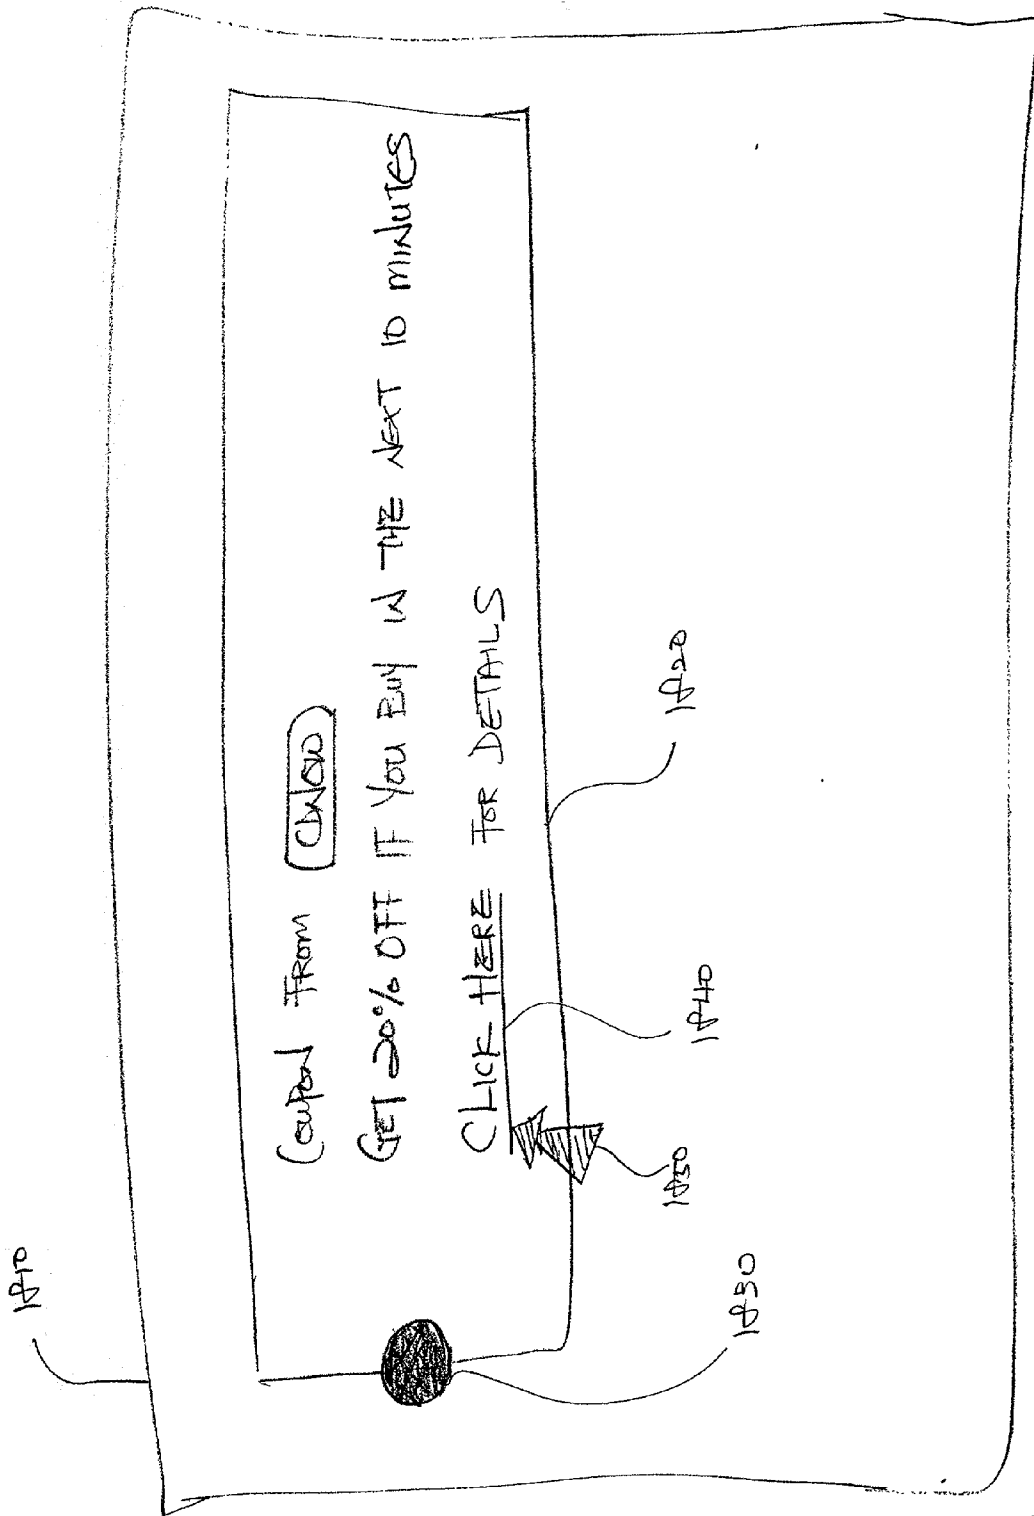 1810
COUPON FROM CDNOW
GET 20% OFF IF YOU BUY IN THE NEXT 10 MINUTES
CLICK HERE FOR DETAILS
1820
1840
1850
1830